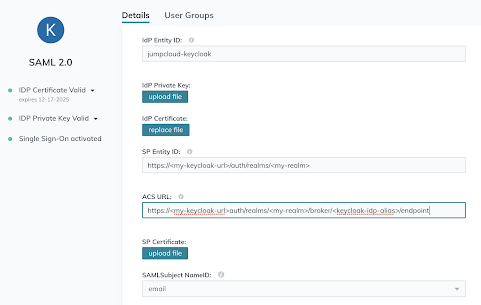 Details
User Groups
K
SAML 2.0
IDP Certificate Valid
expires 12-17-2025
IDP Private Key Valid
Single Sign-On activated
IdP Entity ID:
jumpcloud-keycloak
IdP Private Key:
upload file
IdP Certificate:
replace file
SP Entity ID:
https://<my-keycloak-url>/auth/realms/<my-realm>
ACS URL:
https://<my-keycloak-url>auth/realms/<my-realm>/broker/<keycloak-idp-alias>/endpoint
SP Certificate:
upload file
SAMLSubject NameID:
email